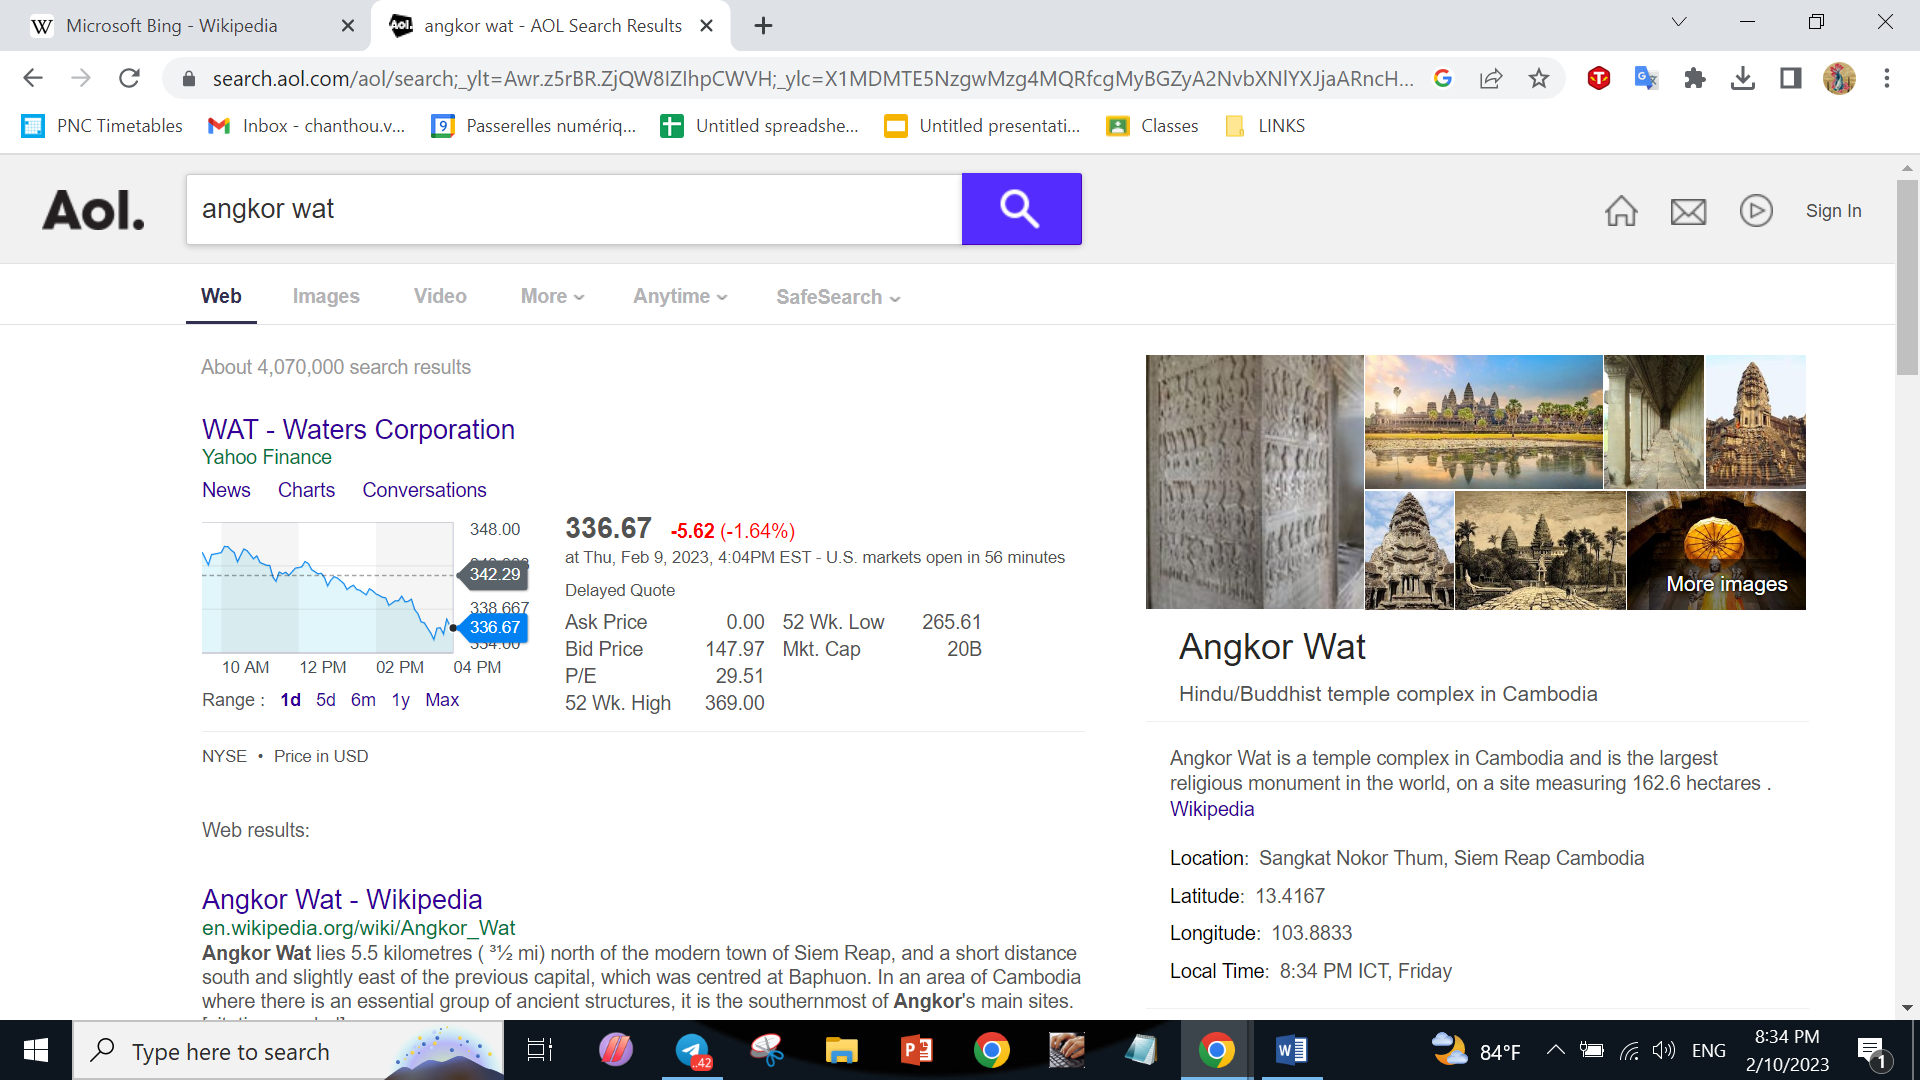 Microsoft Bing - Wikipedia
angkor wat - AOL Search Results
search.aol.com/aol/search;_ylt=Awr.z5rBR.ZjQW8IZIhpCWVH;_ylc=X1MDMTE5NzgwMzg4MQRfcgMyBGZyA2NvbXNlYXJjaARncH...
PNC Timetables
Inbox - chanthou.v...
Passerelles numériq...
Untitled spreadshe...
Untitled presentati...
Classes
LINKS
Aol.
angkor wat
Sign In
Web
Images
Video
More
Anytime
SafeSearch
About 4,070,000 search results
WAT - Waters Corporation
Yahoo Finance
News Charts Conversations
348.00
342.29
338.667
336.67
10 AM 12 PM 02 PM 04 PM
Range : 1d 5d 6m 1y Max
336.67 -5.62 (-1.64%)
at Thu, Feb 9, 2023, 4:04PM EST - U.S. markets open in 56 minutes
Delayed Quote
Ask Price 0.00 52 Wk. Low 265.61
Bid Price 147.97 Mkt. Cap 20B
P/E 29.51
52 Wk. High 369.00
NYSE • Price in USD
Web results:
Angkor Wat - Wikipedia
en.wikipedia.org/wiki/Angkor_Wat
Angkor Wat lies 5.5 kilometres ( 3½ mi) north of the modern town of Siem Reap, and a short distance
south and slightly east of the previous capital, which was centred at Baphuon. In an area of Cambodia
where there is an essential group of ancient structures, it is the southernmost of Angkor's main sites.
More images
Angkor Wat
Hindu/Buddhist temple complex in Cambodia
Angkor Wat is a temple complex in Cambodia and is the largest
religious monument in the world, on a site measuring 162.6 hectares .
Wikipedia
Location: Sangkat Nokor Thum, Siem Reap Cambodia
Latitude: 13.4167
Longitude: 103.8833
Local Time: 8:34 PM ICT, Friday
Type here to search
..42
84°F
ENG
8:34 PM
2/10/2023
1